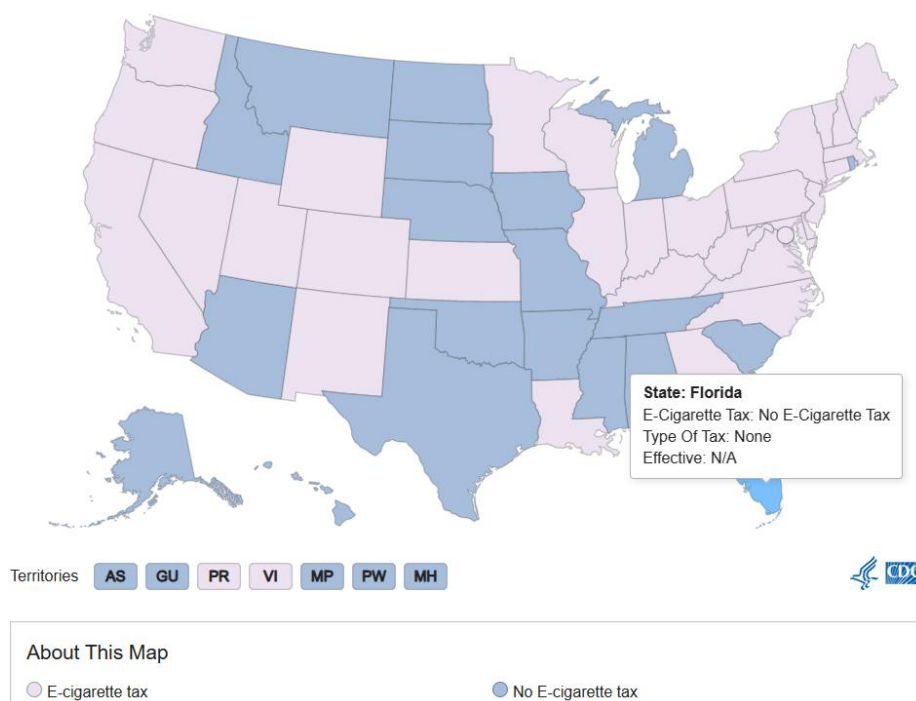 State: Florida
E-Cigarette Tax: No E-Cigarette Tax
Type Of Tax: None
Effective: N/A
Territories AS GU PR VI MP PW MH
CDC
About This Map
E-cigarette tax No E-cigarette tax